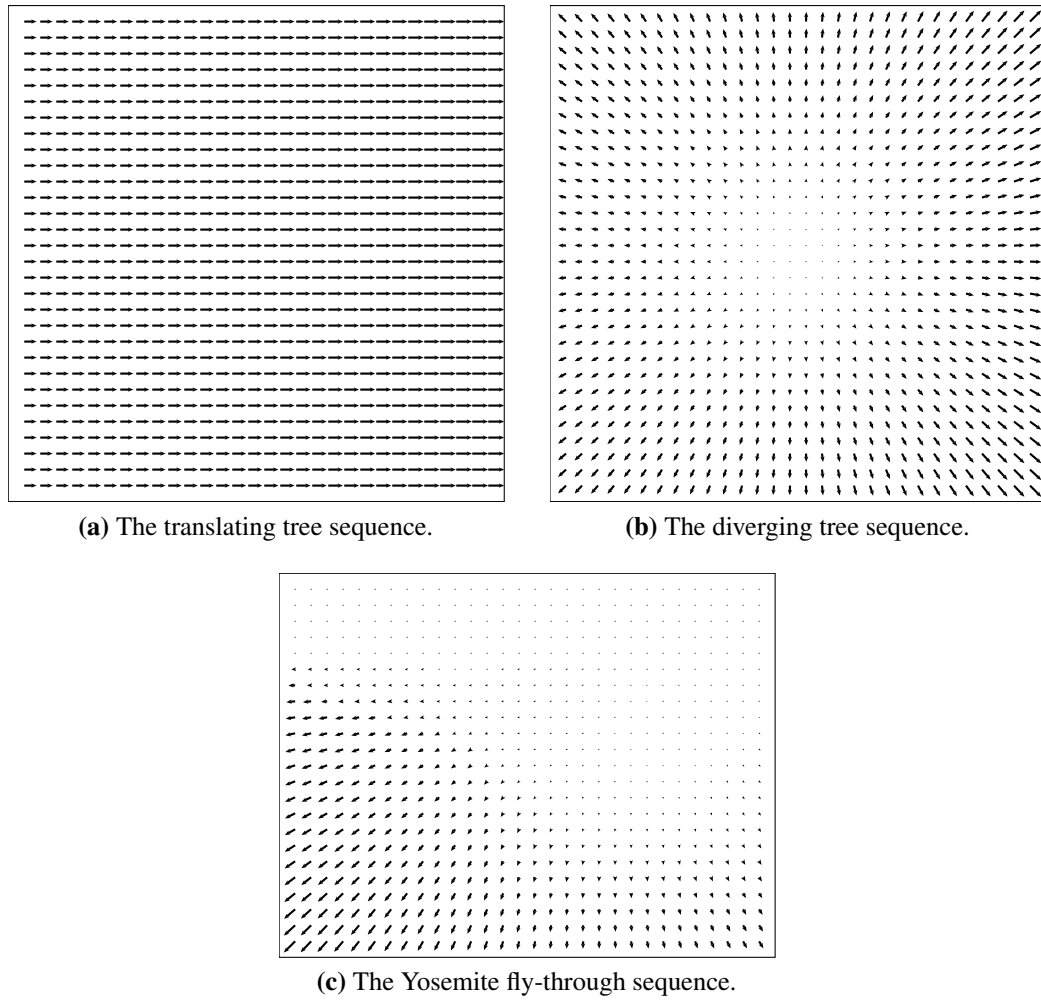 (a) The translating tree sequence.
(b) The diverging tree sequence.
(c) The Yosemite fly-through sequence.